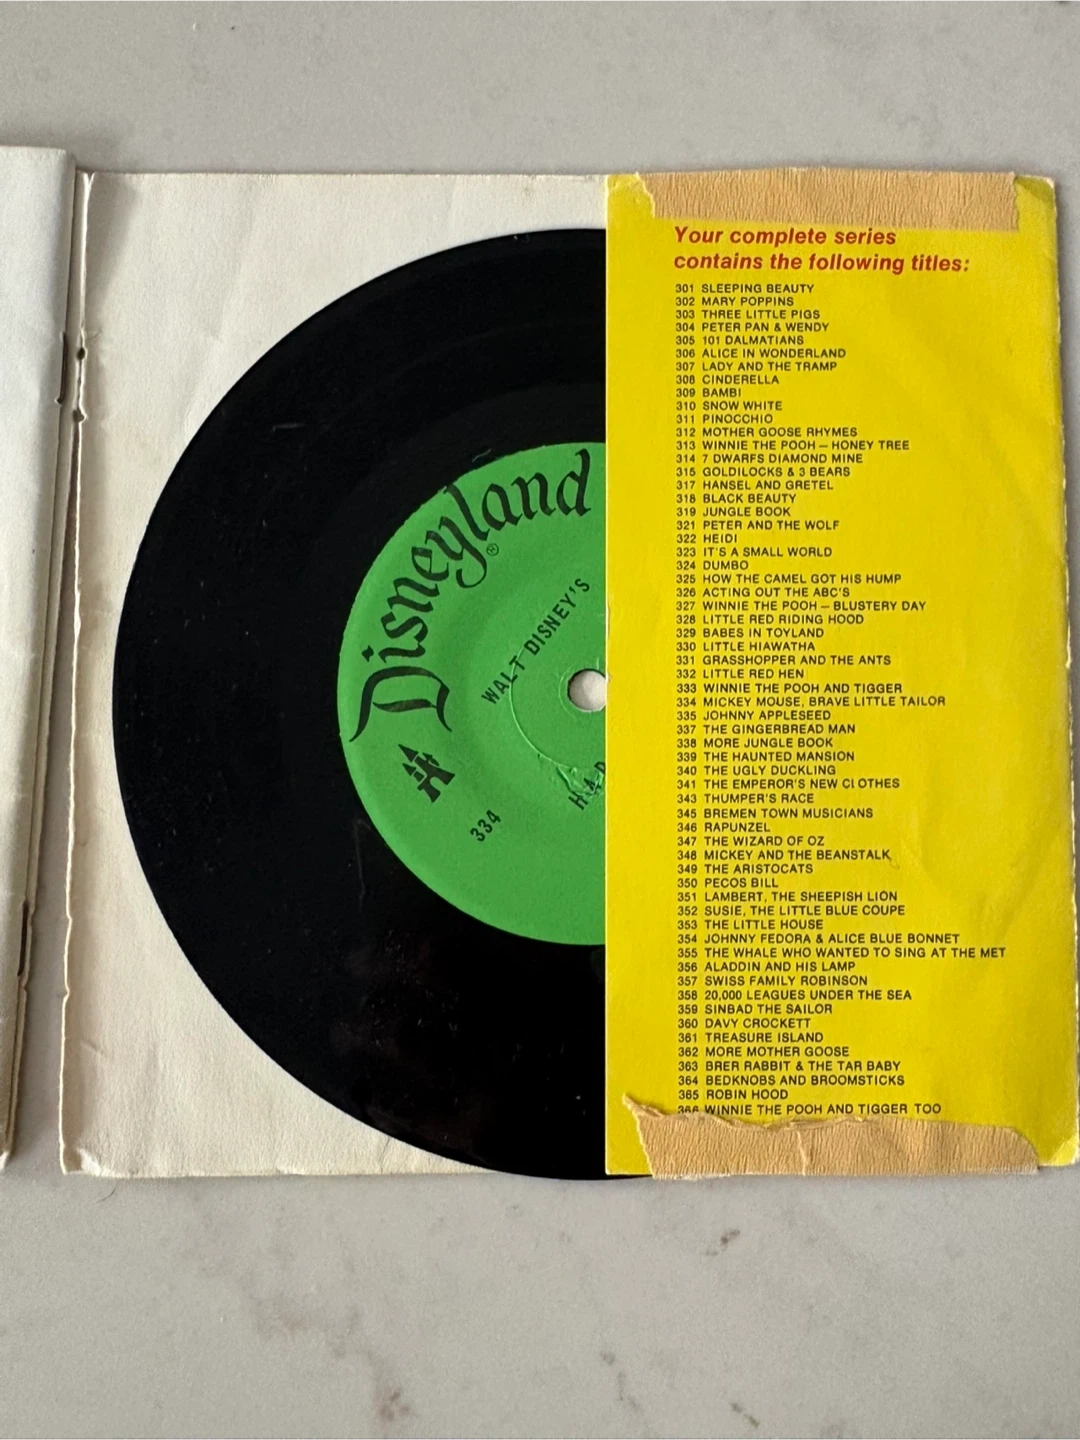 Disneyland®
WALT DISNEY'S
334
Your complete series
contains the following titles:
301 SLEEPING BEAUTY
302 MARY POPPINS
303 THREE LITTLE PIGS
304 PETER PAN & WENDY
305 101 DALMATIANS
306 ALICE IN WONDERLAND
307 LADY AND THE TRAMP
308 CINDERELLA
309 BAMBI
310 SNOW WHITE
311 PINOCCHIO
312 MOTHER GOOSE RHYMES
313 WINNIE THE POOH – HONEY TREE
314 7 DWARFS DIAMOND MINE
315 GOLDILOCKS & 3 BEARS
317 HANSEL AND GRETEL
318 BLACK BEAUTY
319 JUNGLE BOOK
321 PETER AND THE WOLF
322 HEIDI
323 IT'S A SMALL WORLD
324 DUMBO
325 HOW THE CAMEL GOT HIS HUMP
326 ACTING OUT THE ABC'S
327 WINNIE THE POOH – BLUSTERY DAY
328 LITTLE RED RIDING HOOD
329 BABES IN TOYLAND
330 LITTLE HIAWATHA
331 GRASSHOPPER AND THE ANTS
332 LITTLE RED HEN
333 WINNIE THE POOH AND TIGGER
334 MICKEY MOUSE, BRAVE LITTLE TAILOR
335 JOHNNY APPLESEED
337 THE GINGERBREAD MAN
338 MORE JUNGLE BOOK
339 THE HAUNTED MANSION
340 THE UGLY DUCKLING
341 THE EMPEROR'S NEW CLOTHES
343 THUMPER'S RACE
345 BREMEN TOWN MUSICIANS
346 RAPUNZEL
347 THE WIZARD OF OZ
348 MICKEY AND THE BEANSTALK
349 THE ARISTOCATS
350 PECOS BILL
351 LAMBERT, THE SHEEPISH LION
352 SUSIE, THE LITTLE BLUE COUPE
353 THE LITTLE HOUSE
354 JOHNNY FEDORA & ALICE BLUE BONNET
355 THE WHALE WHO WANTED TO SING AT THE MET
356 ALADDIN AND HIS LAMP
357 SWISS FAMILY ROBINSON
358 20,000 LEAGUES UNDER THE SEA
359 SINBAD THE SAILOR
360 DAVY CROCKETT
361 TREASURE ISLAND
362 MORE MOTHER GOOSE
363 BRER RABBIT & THE TAR BABY
364 BEDKNOBS AND BROOMSTICKS
365 ROBIN HOOD
366 WINNIE THE POOH AND TIGGER TOO